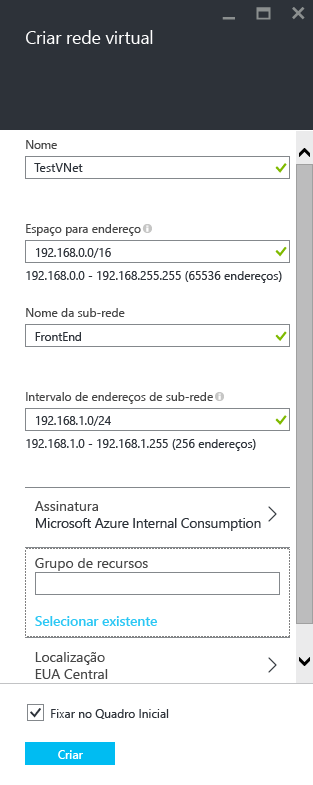 Criar rede virtual
Nome
TestVNet
Espaço para endereço
192.168.0.0/16
192.168.0.0 - 192.168.255.255 (65536 endereços)
Nome da sub-rede
FrontEnd
Intervalo de endereços de sub-rede
192.168.1.0/24
192.168.1.0 - 192.168.1.255 (256 endereços)
Assinatura
Microsoft Azure Internal Consumption
Grupo de recursos
Selecionar existente
Localização
EUA Central
Fixar no Quadro Inicial
Criar